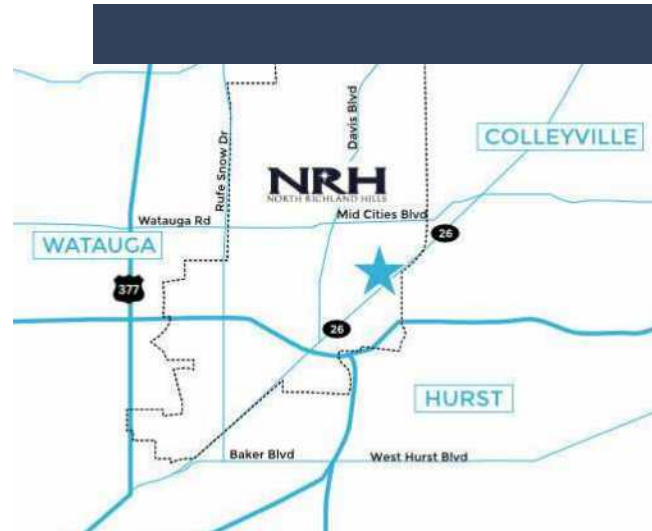 Davis Blvd
COLLEYVILLE
Rufe Snow Dr
NRH
NORTH RICHLAND HILLS
Mid Cities Blvd
Watauga Rd
26
WATAUGA
377
26
HURST
Baker Blvd
West Hurst Blvd